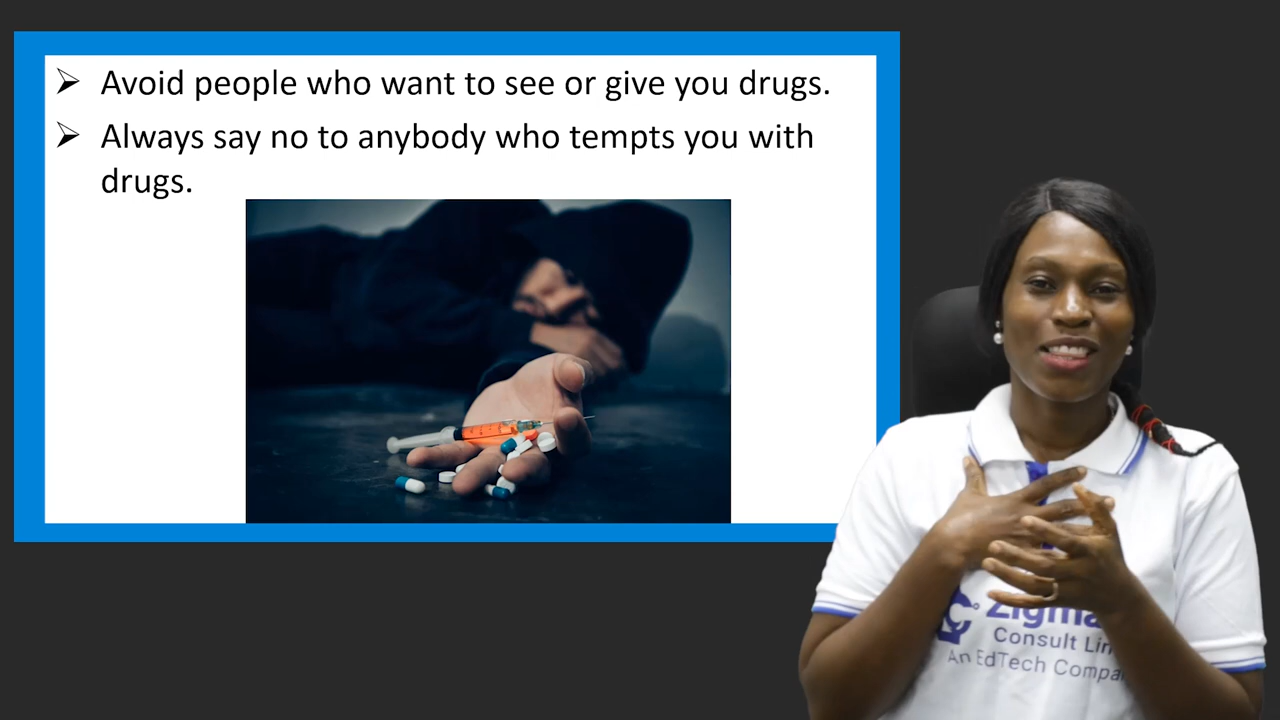 ➢ Avoid people who want to see or give you drugs.
➢ Always say no to anybody who tempts you with
drugs.
Consult
An EdTech